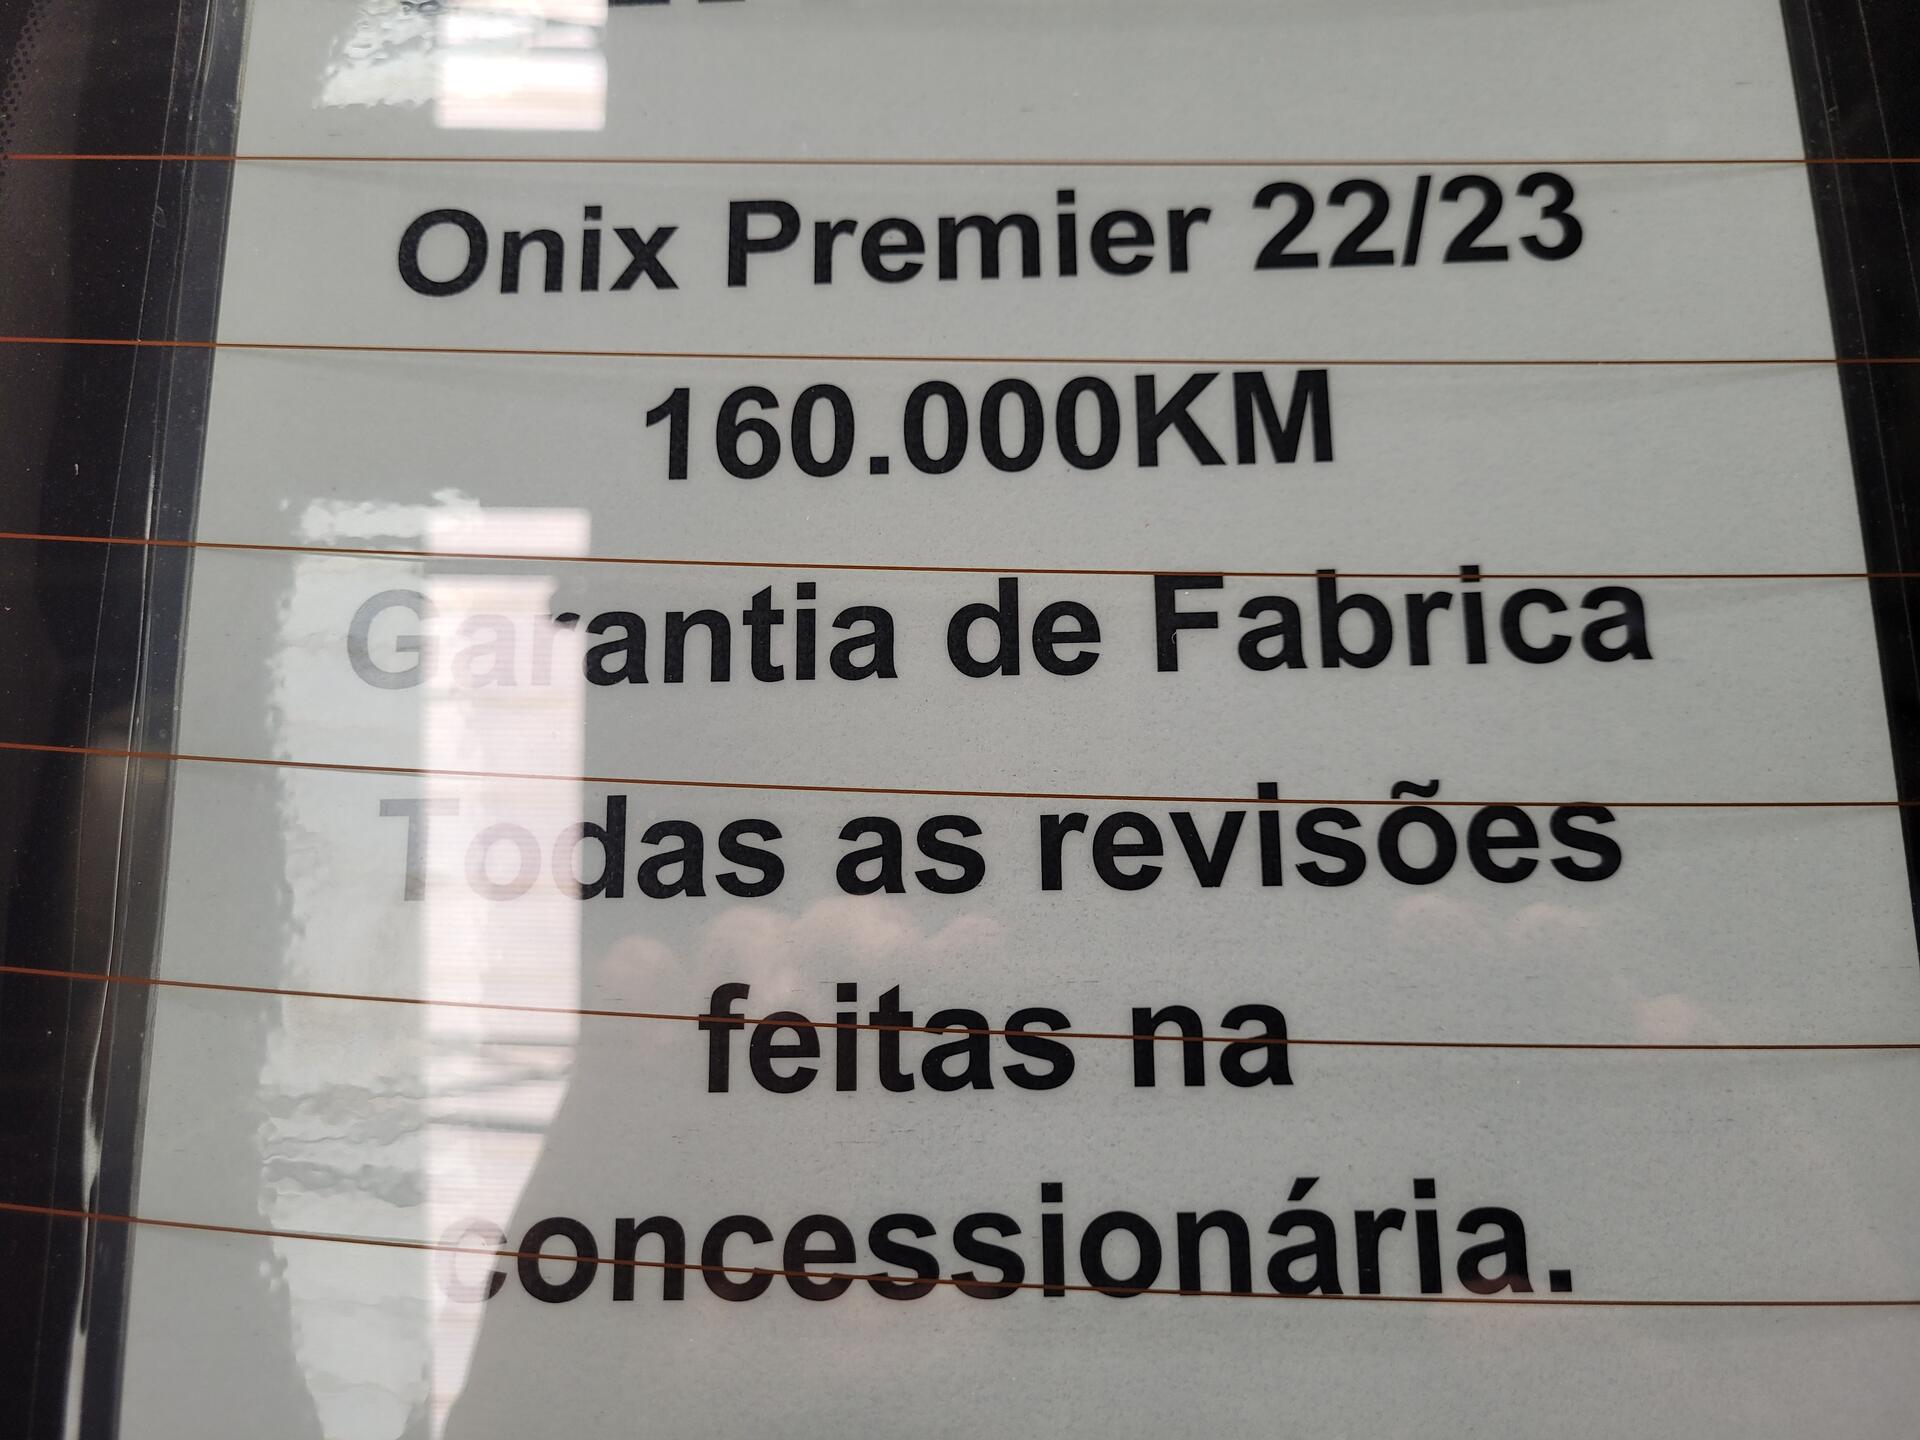 Onix Premier 22/23
160.000KM
Garantia de Fabrica
Todas as revisões
feitas na
concessionária.